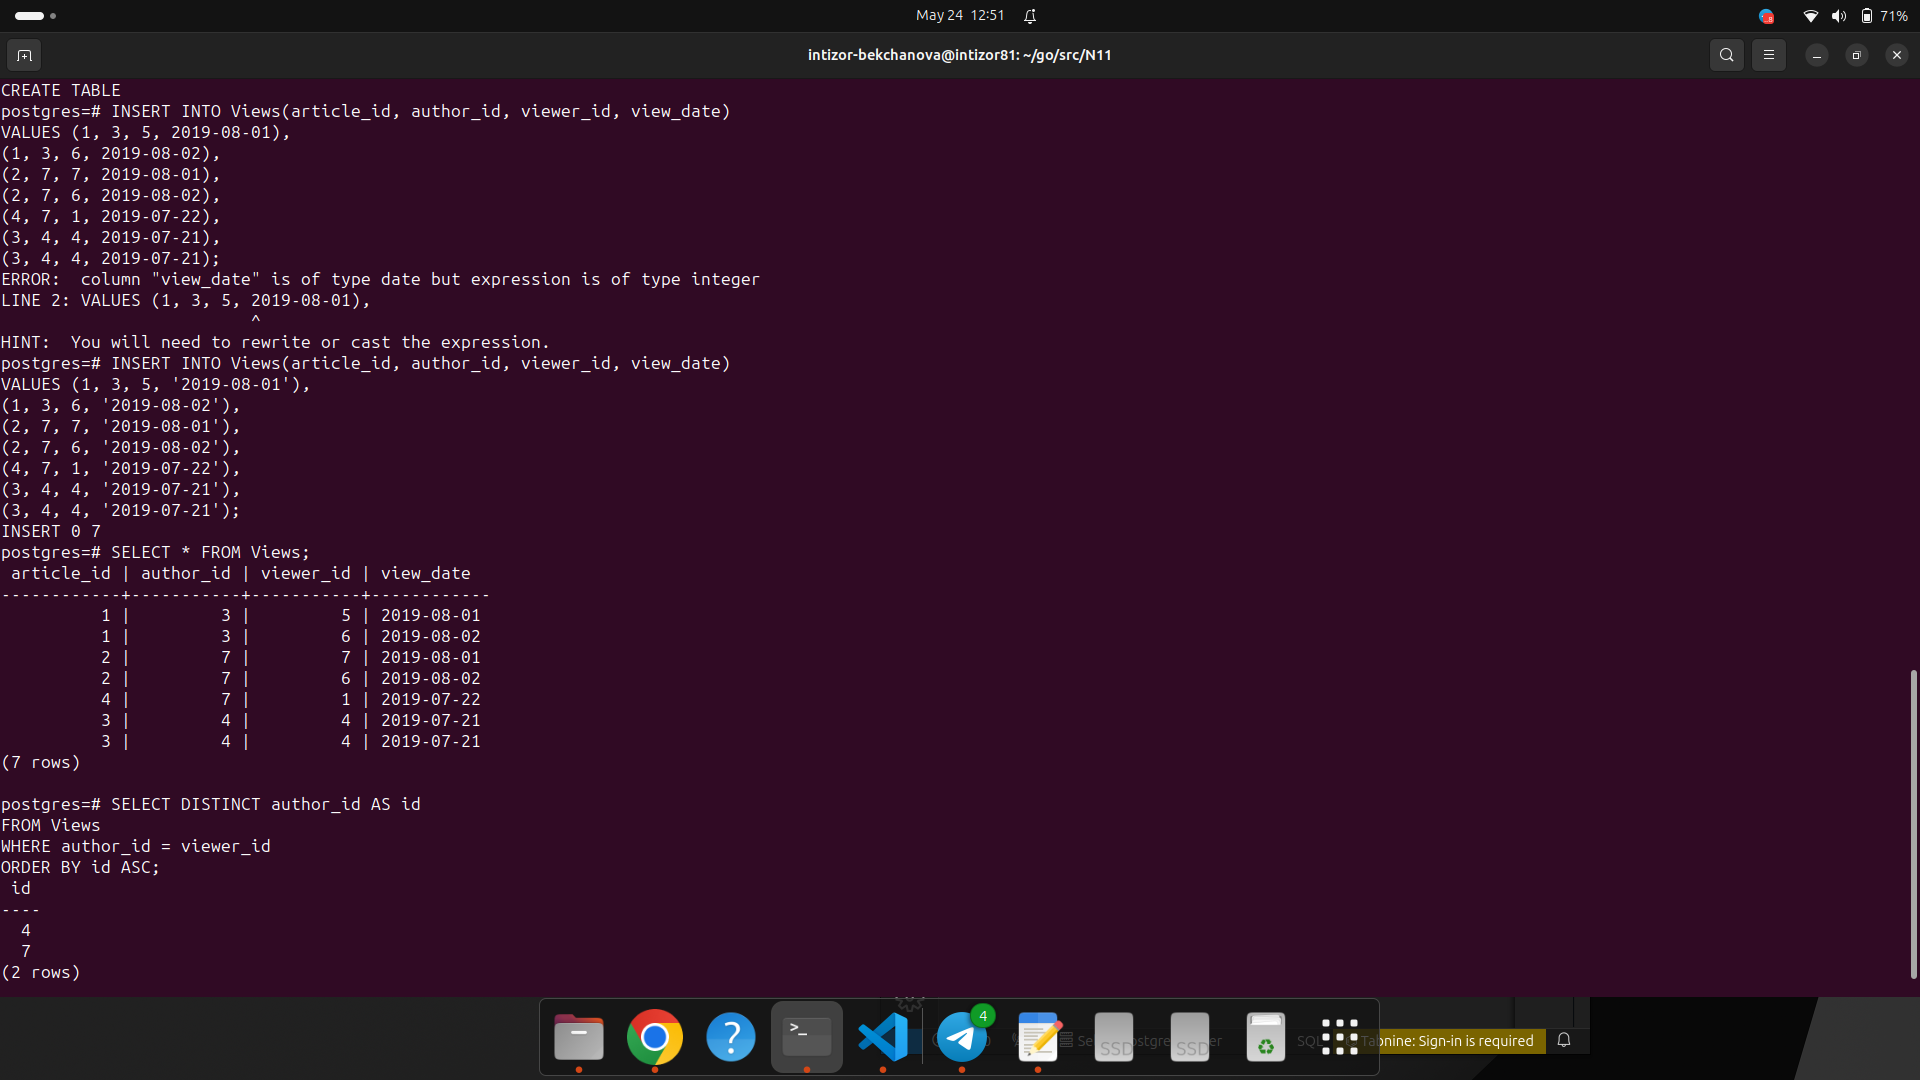 May 24 12:51
71%
intizor-bekchanova@intizor81: ~/go/src/N11
CREATE TABLE
postgres=# INSERT INTO Views(article_id, author_id, viewer_id, view_date)
VALUES (1, 3, 5, 2019-08-01),
(1, 3, 6, 2019-08-02),
(2, 7, 7, 2019-08-01),
(2, 7, 6, 2019-08-02),
(4, 7, 1, 2019-07-22),
(3, 4, 4, 2019-07-21),
(3, 4, 4, 2019-07-21);
ERROR:  column "view_date" is of type date but expression is of type integer
LINE 2: VALUES (1, 3, 5, 2019-08-01),
                         ^
HINT:  You will need to rewrite or cast the expression.
postgres=# INSERT INTO Views(article_id, author_id, viewer_id, view_date)
VALUES (1, 3, 5, '2019-08-01'),
(1, 3, 6, '2019-08-02'),
(2, 7, 7, '2019-08-01'),
(2, 7, 6, '2019-08-02'),
(4, 7, 1, '2019-07-22'),
(3, 4, 4, '2019-07-21'),
(3, 4, 4, '2019-07-21');
INSERT 0 7
postgres=# SELECT * FROM Views;
 article_id | author_id | viewer_id | view_date
------------+-----------+-----------+------------
          1 |         3 |         5 | 2019-08-01
          1 |         3 |         6 | 2019-08-02
          2 |         7 |         7 | 2019-08-01
          2 |         7 |         6 | 2019-08-02
          4 |         7 |         1 | 2019-07-22
          3 |         4 |         4 | 2019-07-21
          3 |         4 |         4 | 2019-07-21
(7 rows)
postgres=# SELECT DISTINCT author_id AS id
FROM Views
WHERE author_id = viewer_id
ORDER BY id ASC;
 id
----
  4
  7
(2 rows)
4
SSD
SSD
Sign-in is required